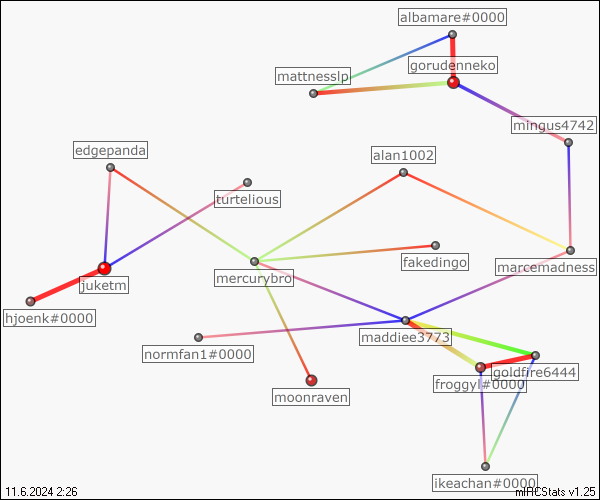 albamare#0000
gorudenneko
mattnesslp
mingus4742
edgepanda
alan1002
turtelious
fakedingo
marcemadness
mercurybro
juketm
hjoenk#0000
maddiee3773
normfan1#0000
goldfire6444
froggyl#0000
moonraven
ikeachan#0000
11.6.2024 2:26
mIRCStats v1.25